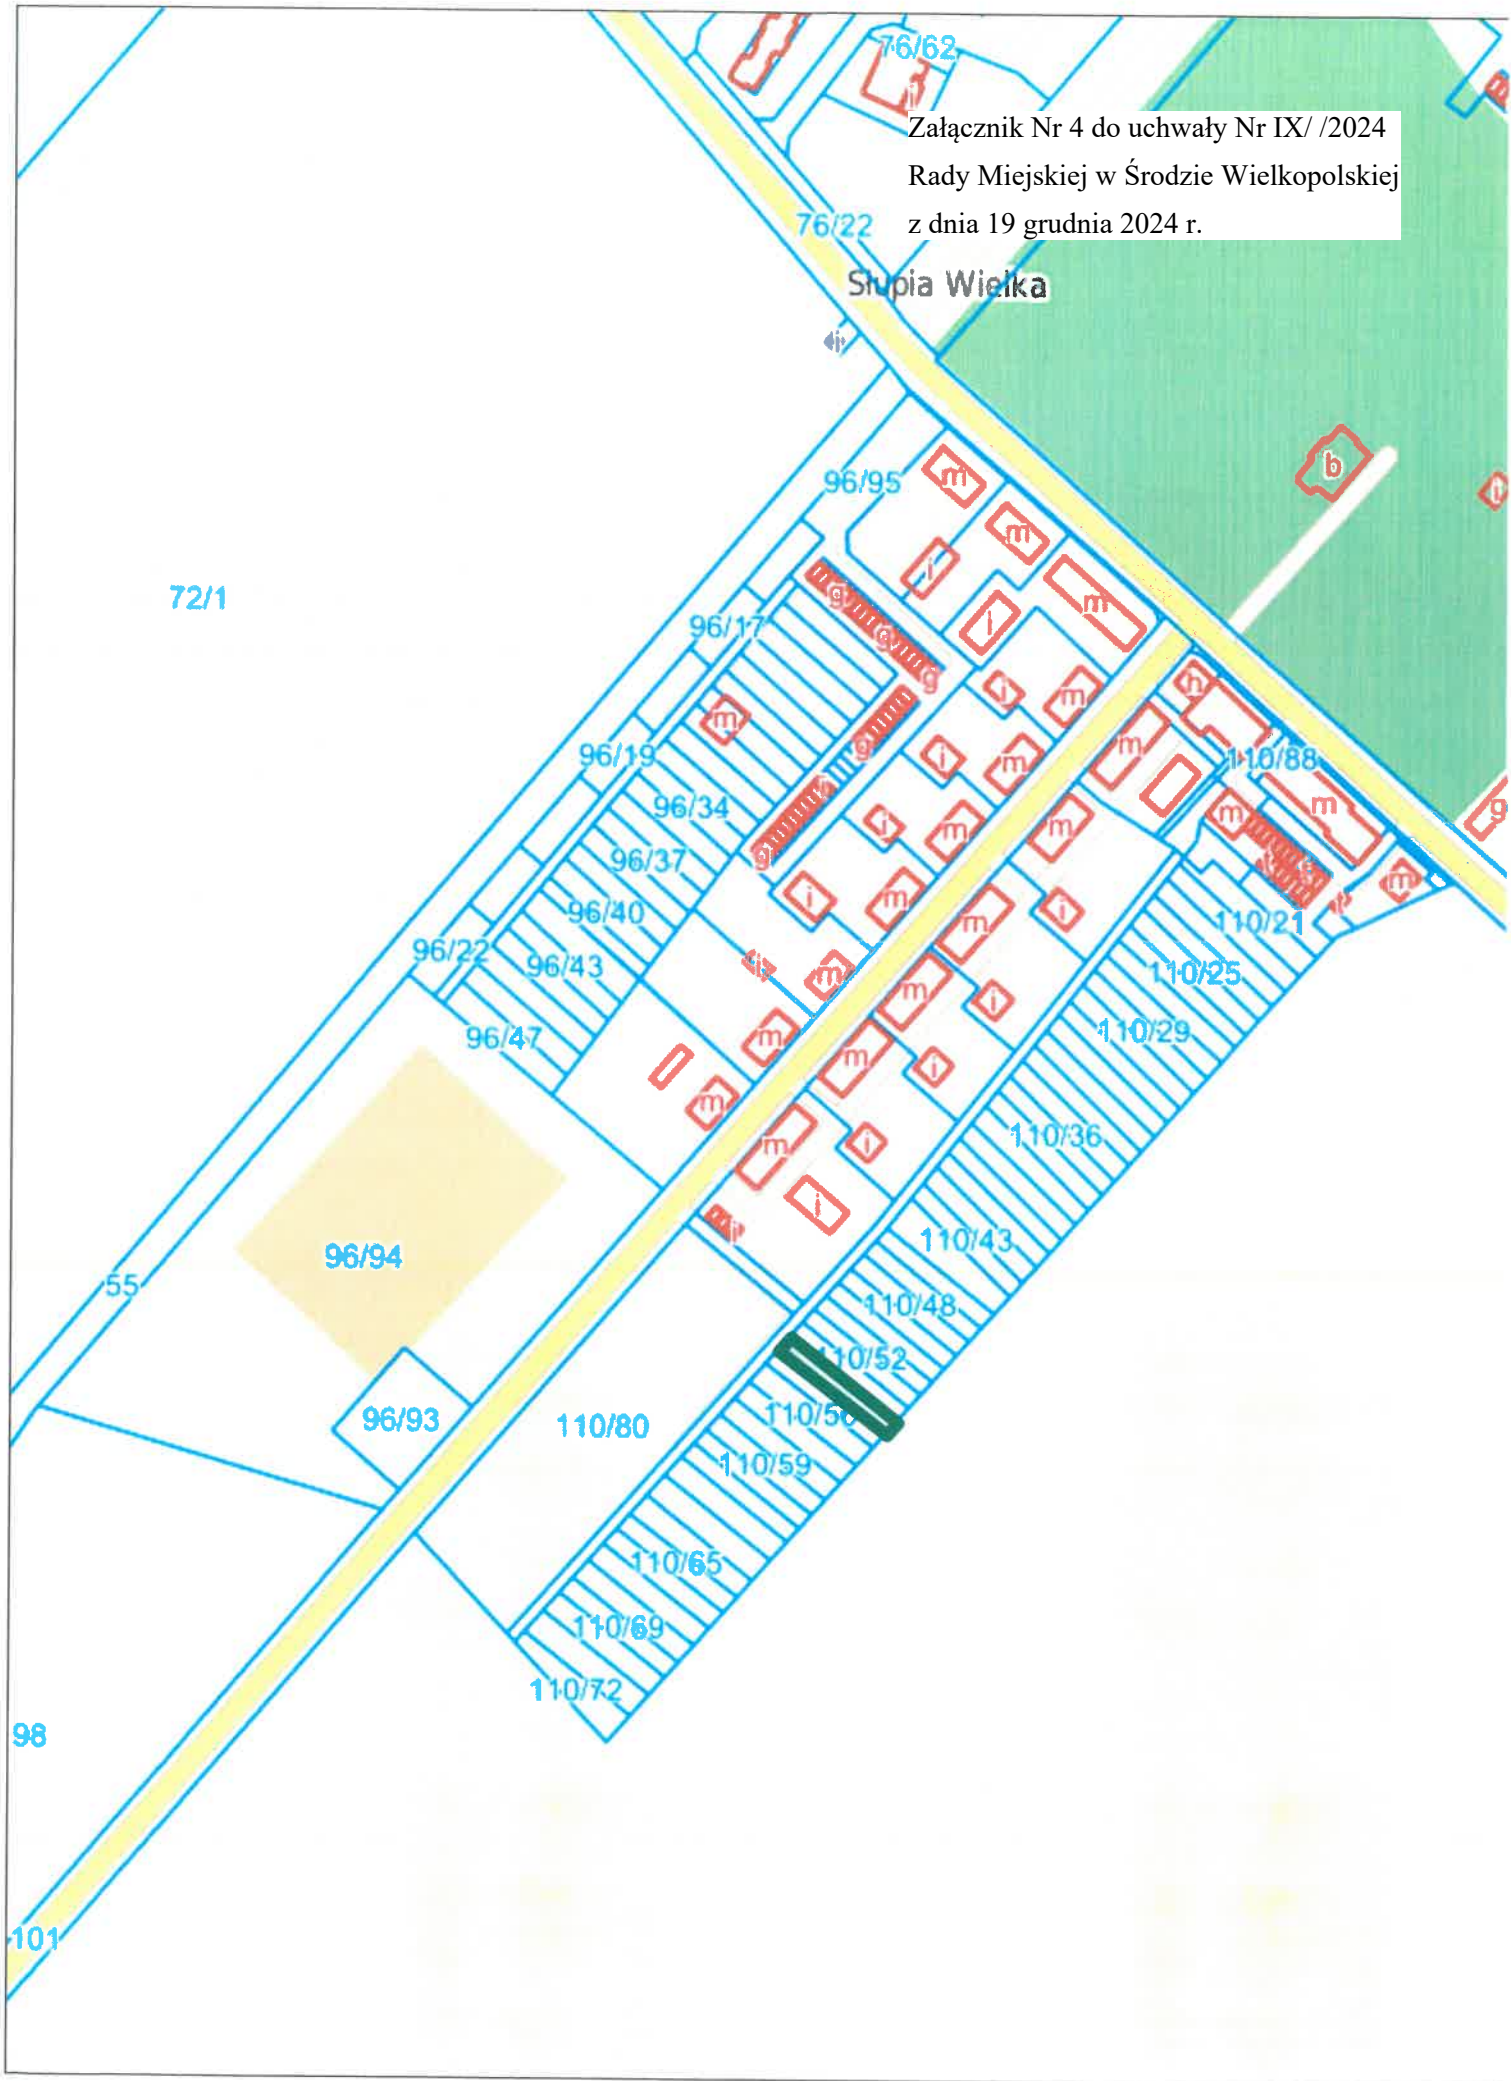 76/62
Załącznik Nr 4 do uchwały Nr IX/ /2024
Rady Miejskiej w Środzie Wielkopolskiej
z dnia 19 grudnia 2024 r.
76/22
Słupia Wielka
b
96/95
m
i
m
i
72/1
m
i
g
96/17
g
g
i
m
h
m
m
96/19
g
i
m
110/88
96/34
i
m
m
m
m
g
96/37
g
i
m
m
96/40
m
i
110/21
96/22
96/43
i
m
m
i
110/25
96/47
m
m
i
110/29
m
m
i
110/36
i
i
96/94
110/43
55
110/48
110/52
96/93
110/80
110/59
110/65
110/69
110/72
98
101